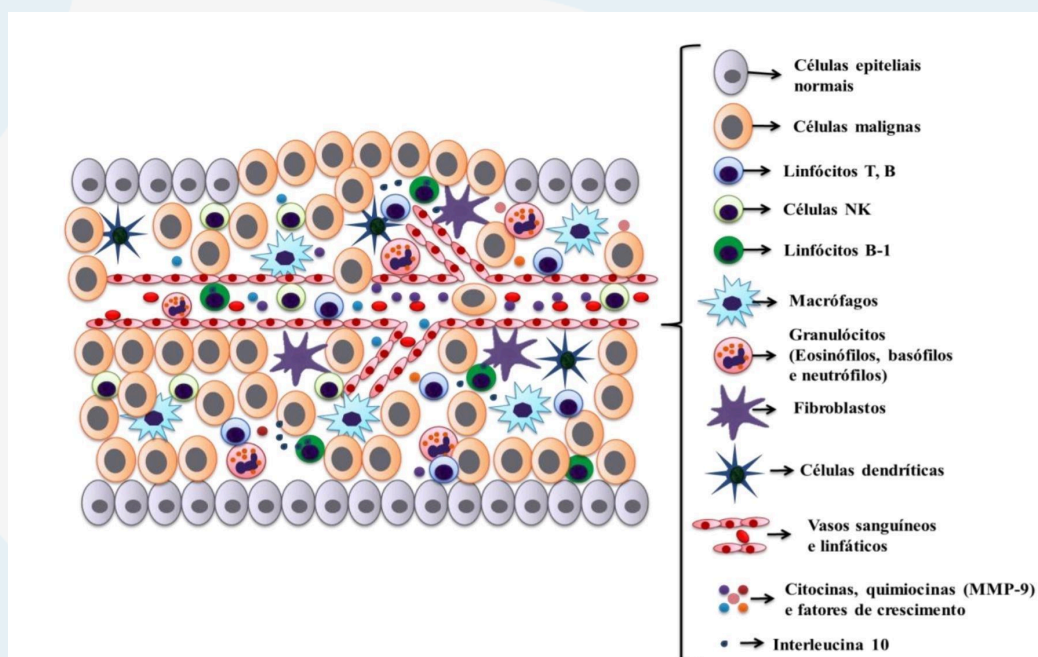 Células epiteliais
normais
Células malignas
Linfócitos T, B
Células NK
Linfócitos B-1
Macrófagos
Granulócitos
(Eosinófilos, basófilos
e neutrófilos)
Fibroblastos
Células dendríticas
Vasos sanguíneos
e linfáticos
Citocinas, quimiocinas (MMP-9)
e fatores de crescimento
Interleucina 10